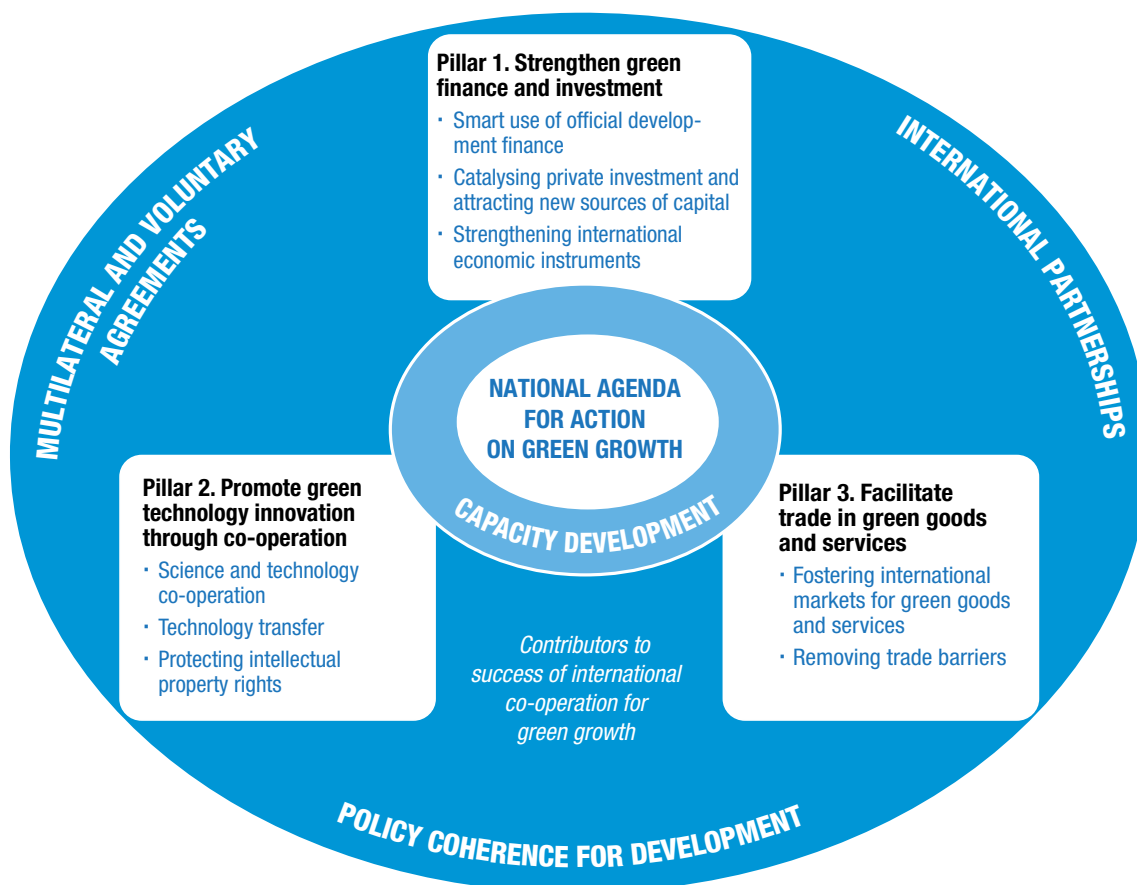 Pillar 1. Strengthen green
finance and investment
· Smart use of official develop-
ment finance
· Catalysing private investment and
attracting new sources of capital
· Strengthening international
economic instruments
MULTILATERAL AND VOLUNTARY
AGREEMENTS
INTERNATIONAL PARTNERSHIPS
NATIONAL AGENDA
FOR ACTION
ON GREEN GROWTH
CAPACITY DEVELOPMENT
Pillar 2. Promote green
technology innovation
through co-operation
· Science and technology
co-operation
· Technology transfer
· Protecting intellectual
property rights
Pillar 3. Facilitate
trade in green goods
and services
· Fostering international
markets for green goods
and services
· Removing trade barriers
Contributors to
success of international
co-operation for
green growth
POLICY COHERENCE FOR DEVELOPMENT